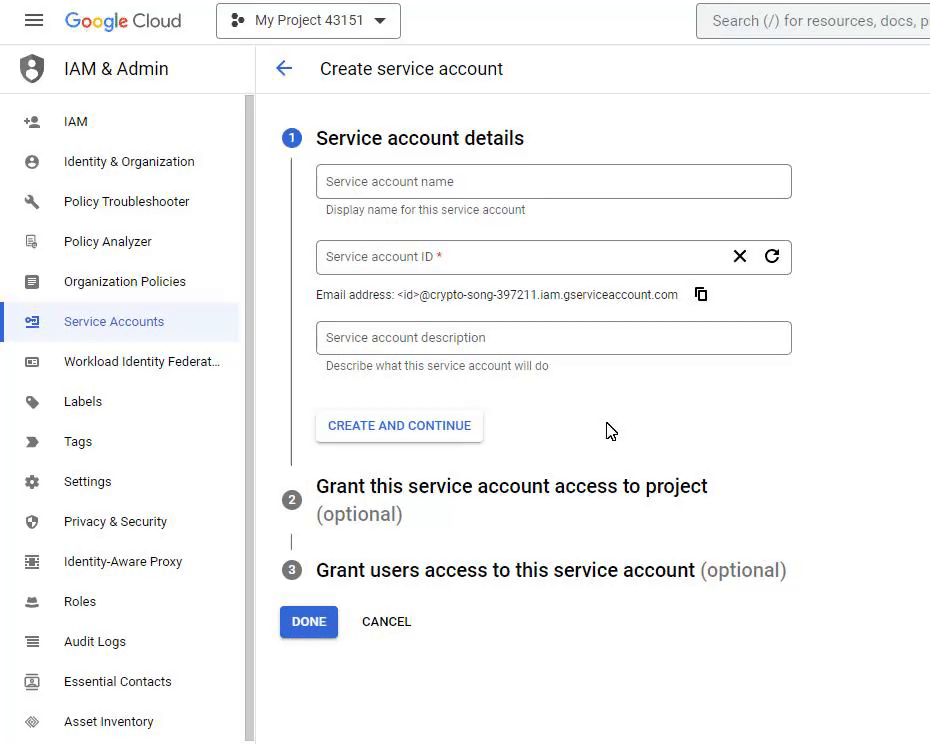 Google Cloud
My Project 43151
Search (/) for resources, docs, p
IAM & Admin
Create service account
IAM
Identity & Organization
Policy Troubleshooter
Policy Analyzer
Organization Policies
Service Accounts
Workload Identity Federat...
Labels
Tags
Settings
Privacy & Security
Identity-Aware Proxy
Roles
Audit Logs
Essential Contacts
Asset Inventory
1
Service account details
Service account name
Display name for this service account
Service account ID *
Email address: <id>@crypto-song-397211.iam.gserviceaccount.com
Service account description
Describe what this service account will do
CREATE AND CONTINUE
2
Grant this service account access to project
(optional)
3
Grant users access to this service account (optional)
DONE
CANCEL